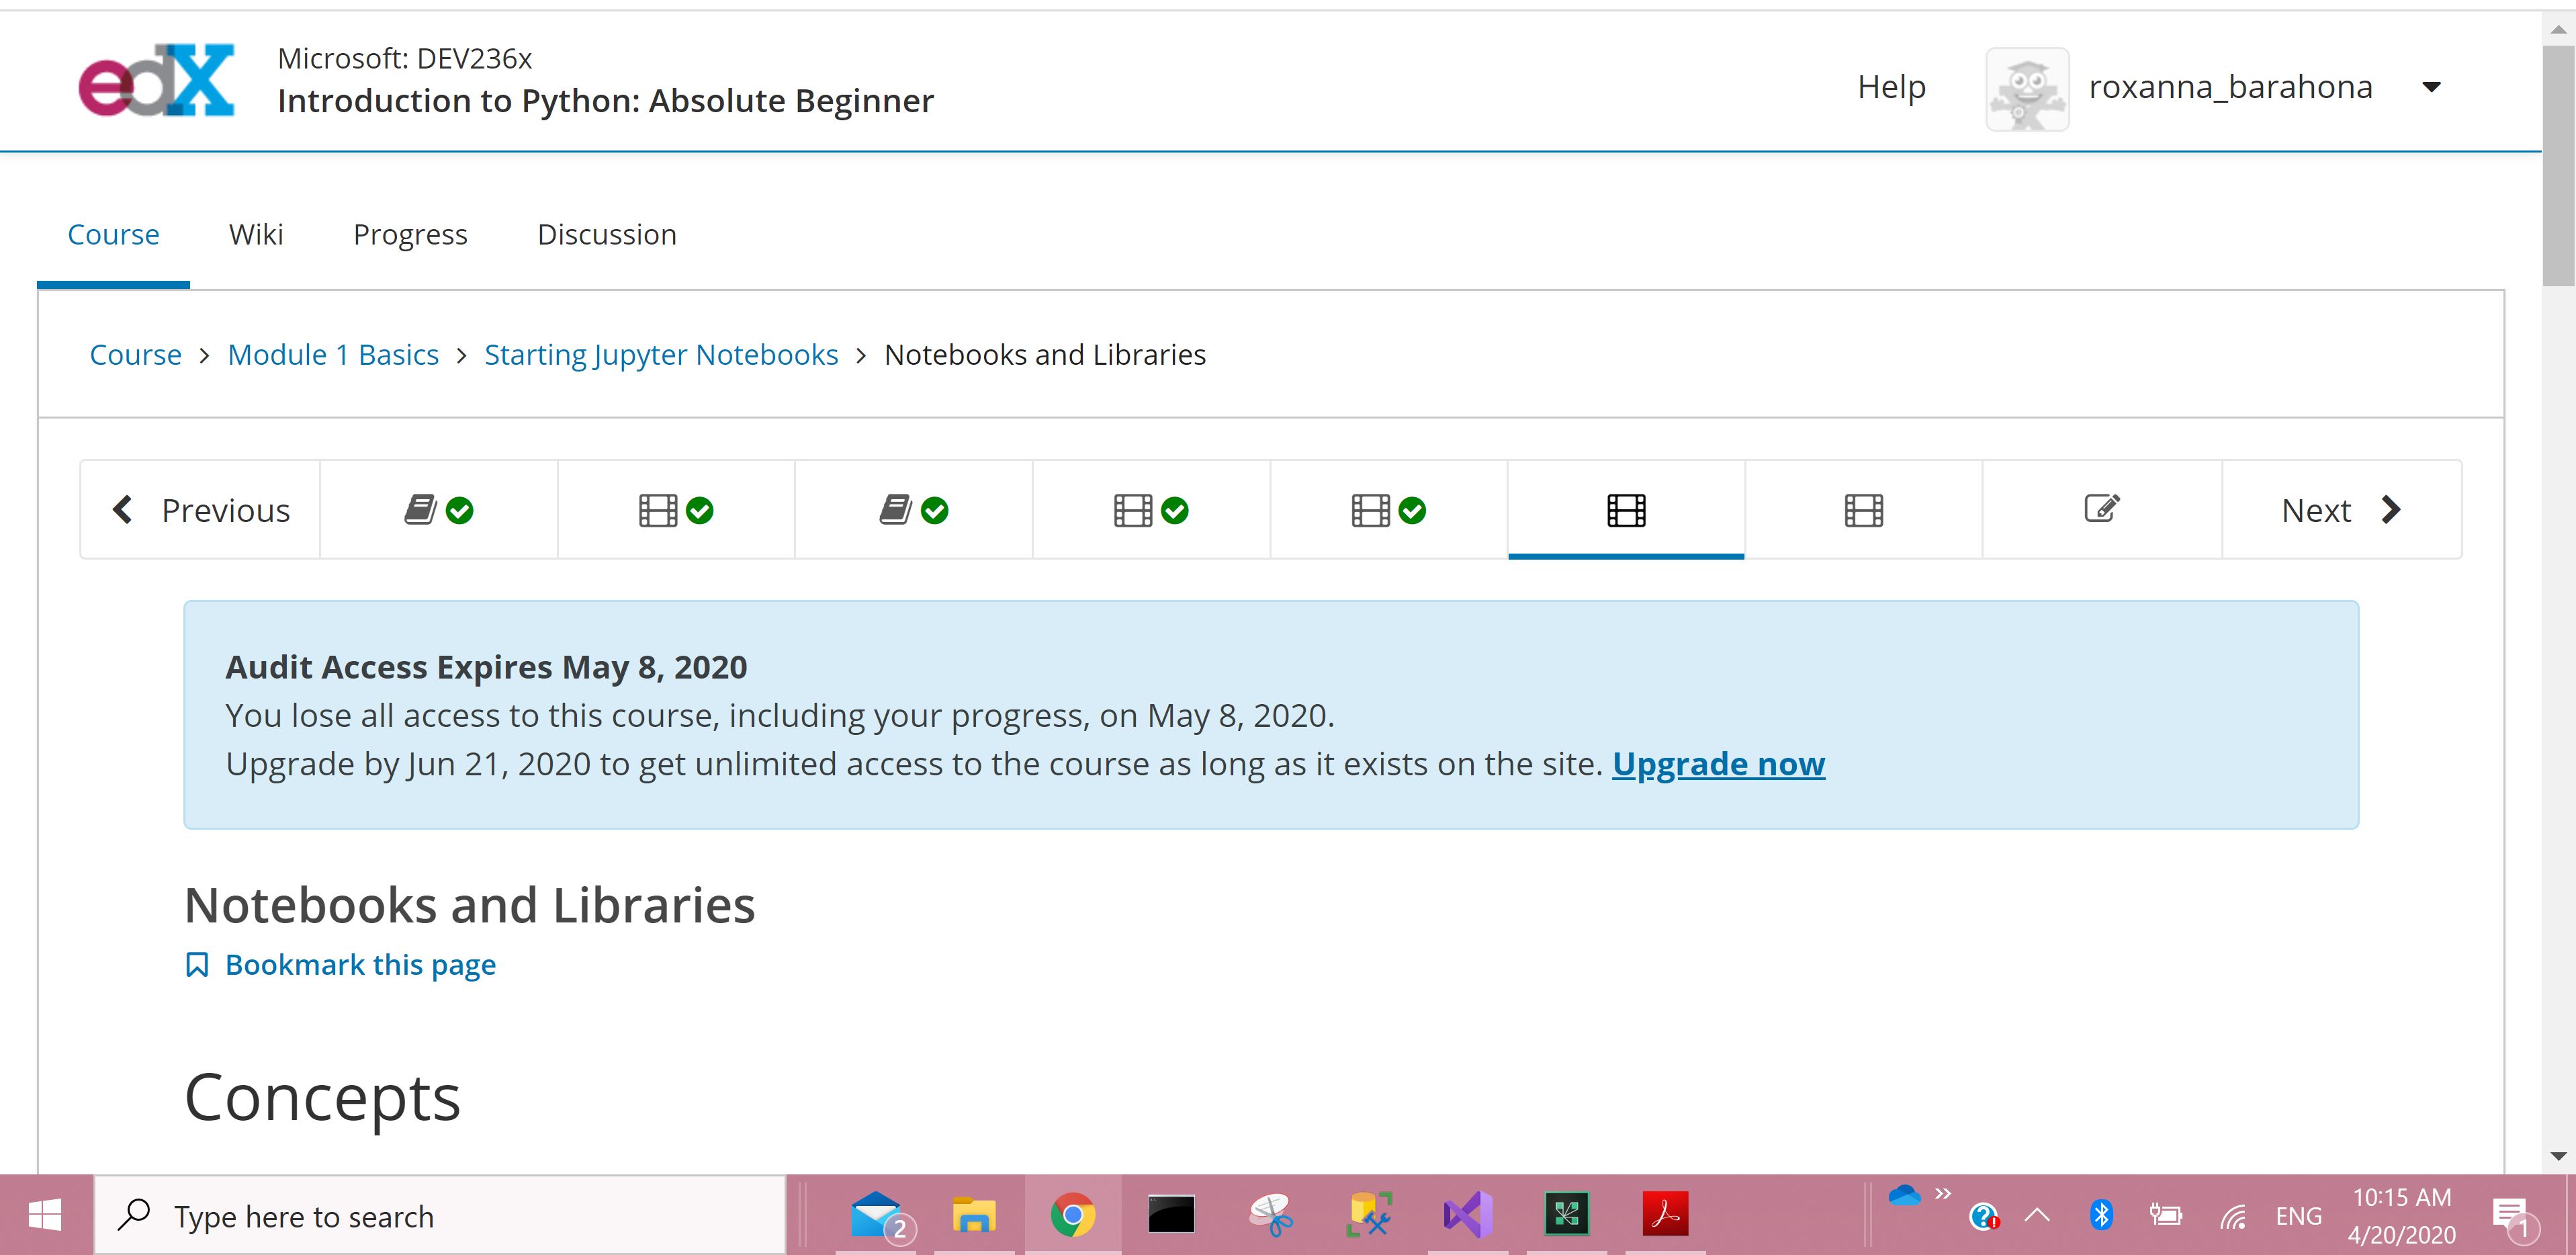 edX
Microsoft: DEV236x
Introduction to Python: Absolute Beginner
Help
roxanna_barahona
Course
Wiki
Progress
Discussion
Course > Module 1 Basics > Starting Jupyter Notebooks > Notebooks and Libraries
Previous
Next
Audit Access Expires May 8, 2020
You lose all access to this course, including your progress, on May 8, 2020.
Upgrade by Jun 21, 2020 to get unlimited access to the course as long as it exists on the site. Upgrade now
Notebooks and Libraries
Bookmark this page
Concepts
Type here to search
2
ENG
10:15 AM
4/20/2020
1